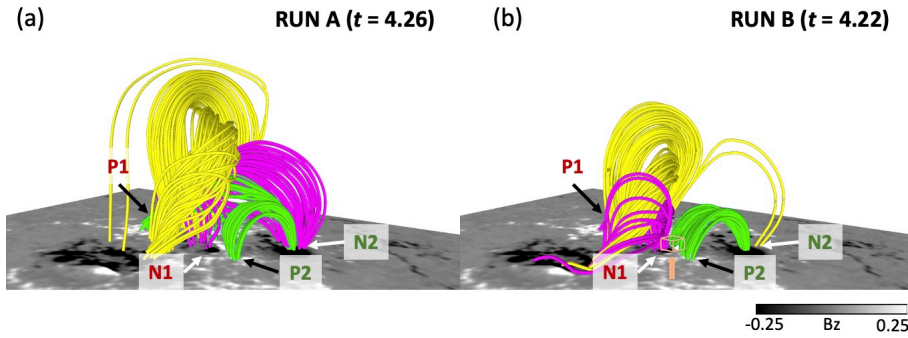 (a)
RUN A (t = 4.26)
P1
N1
P2
N2
(b)
RUN B (t = 4.22)
P1
N1
P2
N2
-0.25 Bz 0.25